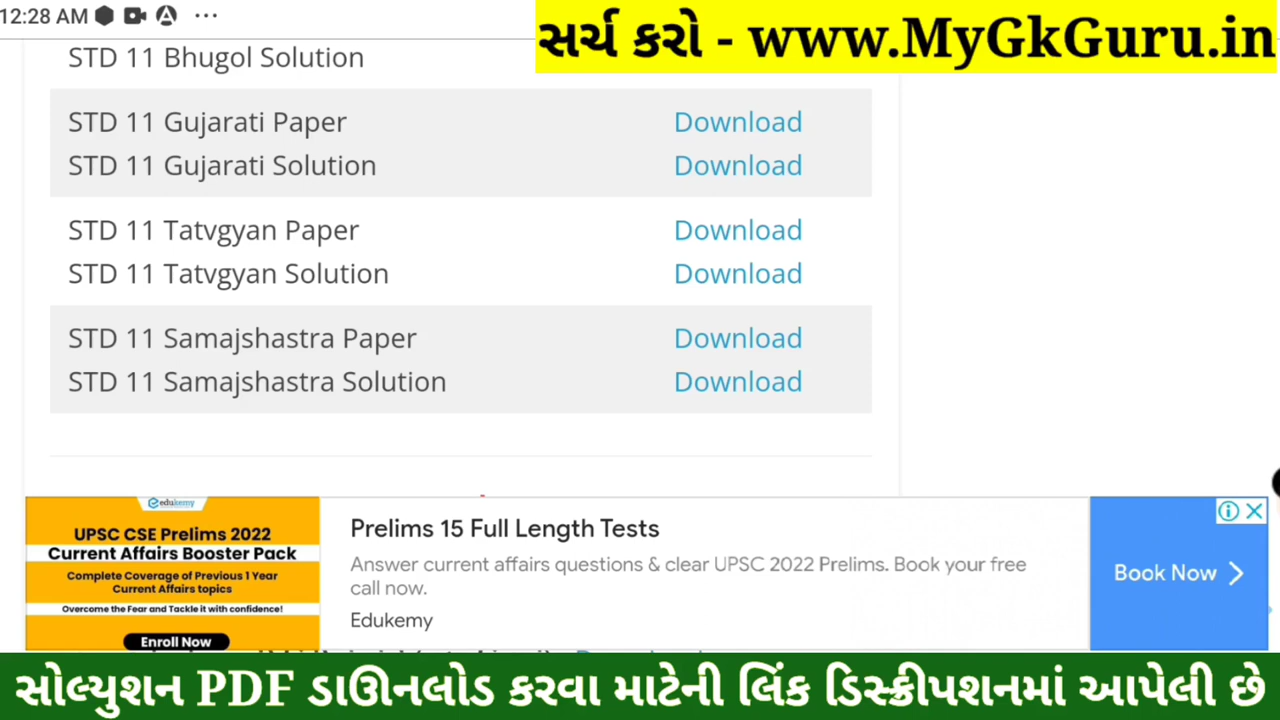 12:28 AM ...
સર્ચ કરો - www.MyGkGuru.in
STD 11 Bhugol Solution
STD 11 Gujarati Paper Download
STD 11 Gujarati Solution Download
STD 11 Tatvgyan Paper Download
STD 11 Tatvgyan Solution Download
STD 11 Samajshastra Paper Download
STD 11 Samajshastra Solution Download
edukemy
UPSC CSE Prelims 2022
Current Affairs Booster Pack
Complete Coverage of Previous 1 Year
Current Affairs topics
Overcome the Fear and Tackle it with confidence!
Enroll Now
Prelims 15 Full Length Tests
Answer current affairs questions & clear UPSC 2022 Prelims. Book your free
call now.
Edukemy
Book Now
સોલ્યુશન PDF ડાઊનલોડ કરવા માટેની લિંક ડિસ્ક્રીપશનમાં આપેલી છે